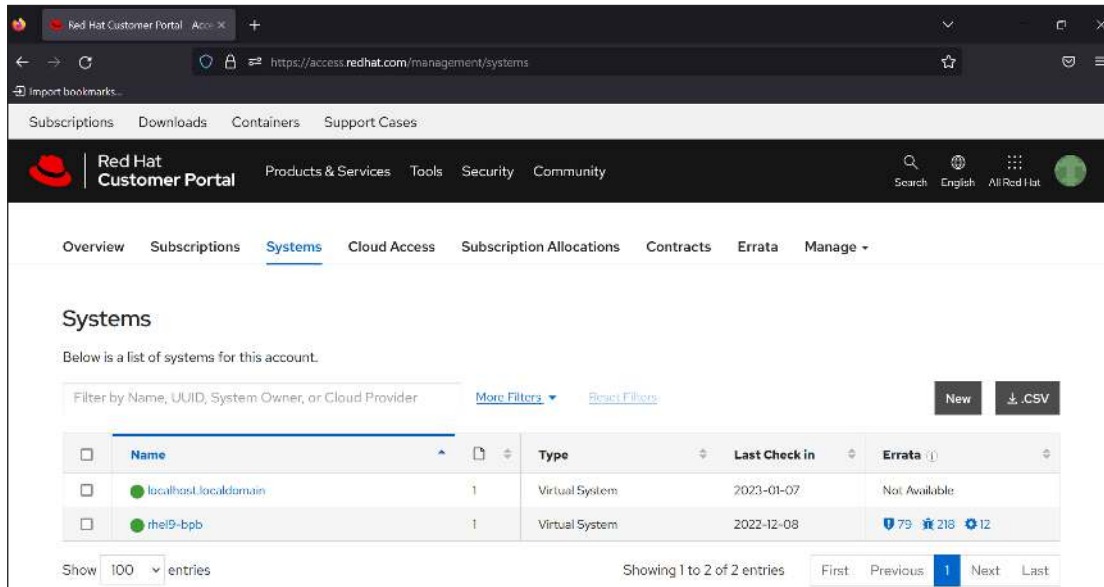 Red Hat Customer Portal Acce
https://access.redhat.com/management/systems
Import bookmarks...
Subscriptions Downloads Containers Support Cases
Red Hat
Customer Portal
Products & Services Tools Security Community
Search English All Red Hat
Overview Subscriptions Systems Cloud Access Subscription Allocations Contracts Errata Manage
Systems
Below is a list of systems for this account.
Filter by Name, UUID, System Owner, or Cloud Provider More Filters Reset Filters New .CSV
Name Type Last Check in Errata
localhost.localdomain 1 Virtual System 2023-01-07 Not Available
rhel9-bpb 1 Virtual System 2022-12-08 79 218 12
Show 100 entries Showing 1 to 2 of 2 entries First Previous 1 Next Last